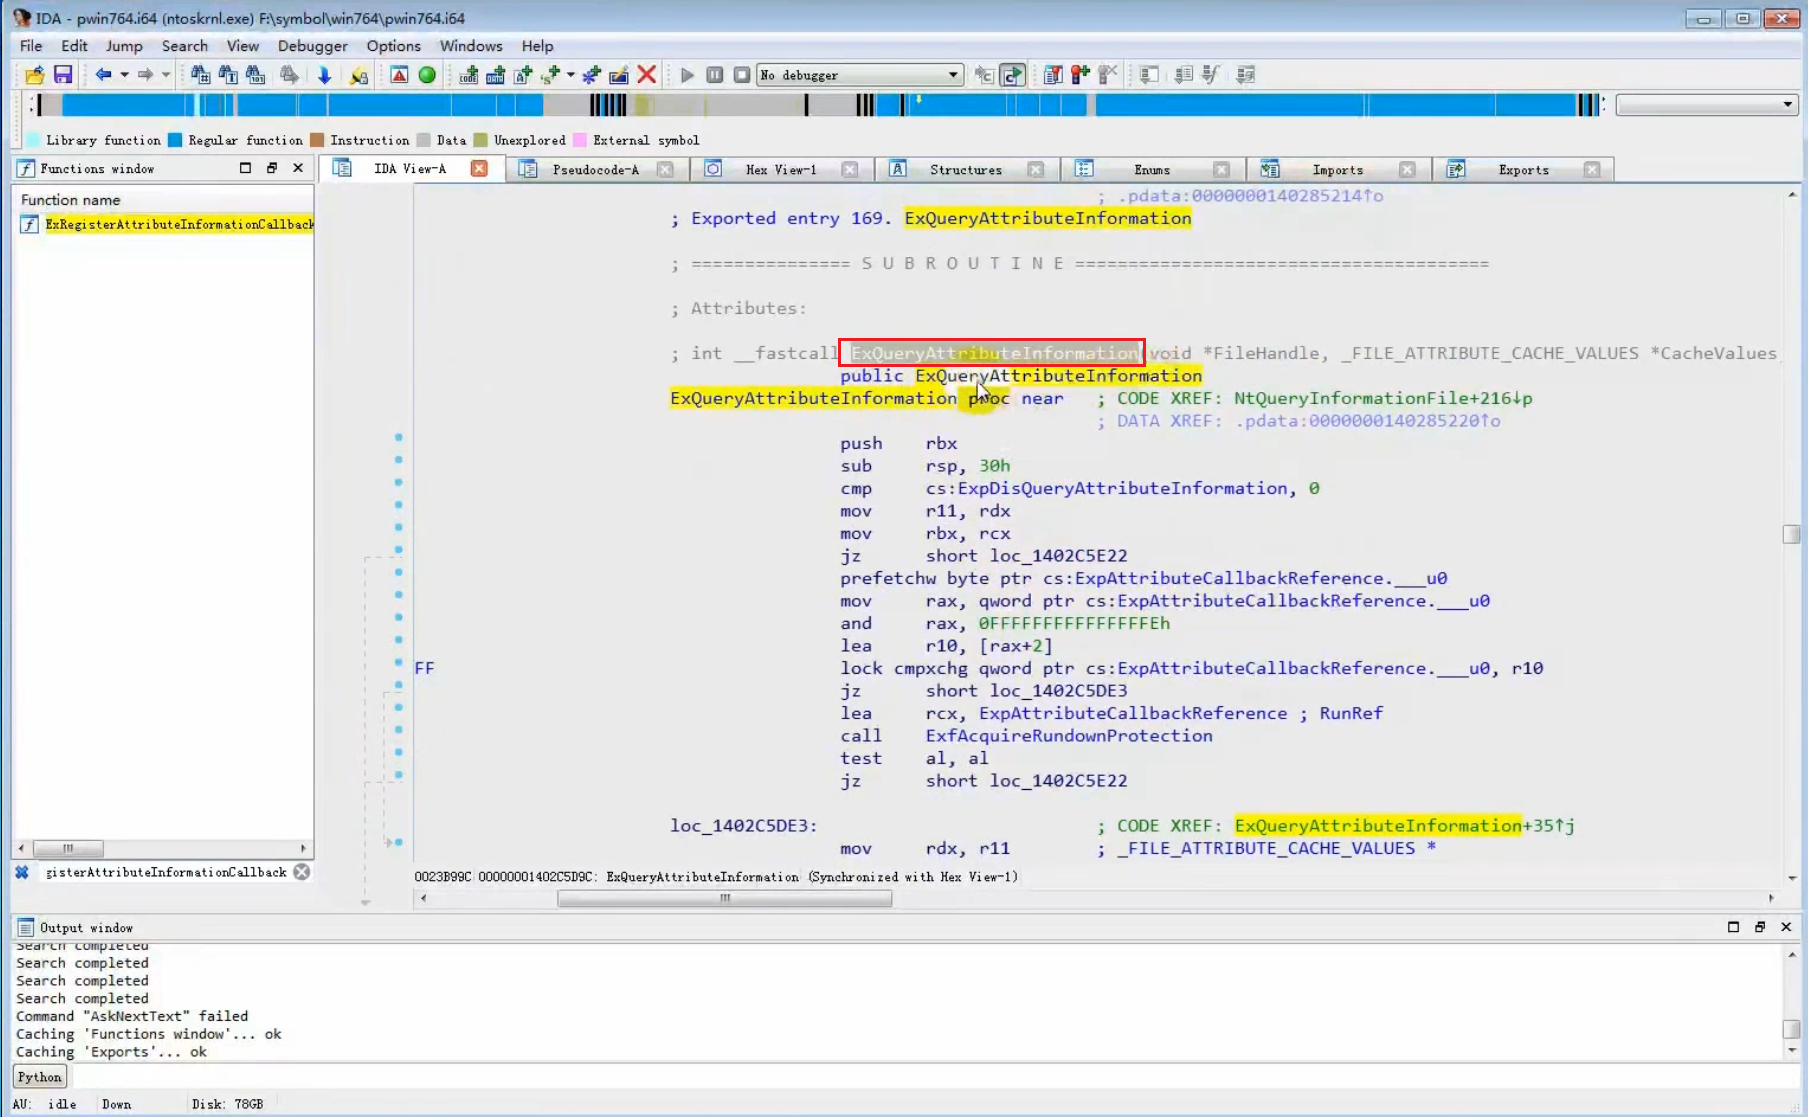 IDA - pwin764.i64 (ntoskrnl.exe) F:\symbol\win764\pwin764.i64
File Edit Jump Search View Debugger Options Windows Help
No debugger
Library function Regular function Instruction Data Unexplored External symbol
Functions window
IDA View-A Pseudocode-A Hex View-1 Structures Enums Imports Exports
Function name
ExRegisterAttributeInformationCallback
; .pdata:0000000140285214↑o
; Exported entry 169. ExQueryAttributeInformation
; =============== S U B R O U T I N E =======================================
; Attributes:
; int __fastcall ExQueryAttributeInformation(void *FileHandle, _FILE_ATTRIBUTE_CACHE_VALUES *CacheValues
public ExQueryAttributeInformation
ExQueryAttributeInformation proc near ; CODE XREF: NtQueryInformationFile+216↓p
; DATA XREF: .pdata:0000000140285220↑o
push rbx
sub rsp, 30h
cmp cs:ExpDisQueryAttributeInformation, 0
mov r11, rdx
mov rbx, rcx
jz short loc_1402C5E22
prefetchw byte ptr cs:ExpAttributeCallbackReference.___u0
mov rax, qword ptr cs:ExpAttributeCallbackReference.___u0
and rax, 0FFFFFFFFFFFFFFFEh
lea r10, [rax+2]
FF lock cmpxchg qword ptr cs:ExpAttributeCallbackReference.___u0, r10
jz short loc_1402C5DE3
lea rcx, ExpAttributeCallbackReference ; RunRef
call ExfAcquireRundownProtection
test al, al
jz short loc_1402C5E22
loc_1402C5DE3: ; CODE XREF: ExQueryAttributeInformation+35↑j
mov rdx, r11 ; _FILE_ATTRIBUTE_CACHE_VALUES *
gisterAttributeInformationCallback
0023B99C 00000001402C5D9C: ExQueryAttributeInformation (Synchronized with Hex View-1)
Output window
Search completed
Search completed
Search completed
Search completed
Command "AskNextText" failed
Caching 'Functions window'... ok
Caching 'Exports'... ok
Python
AU: idle Down Disk: 78GB